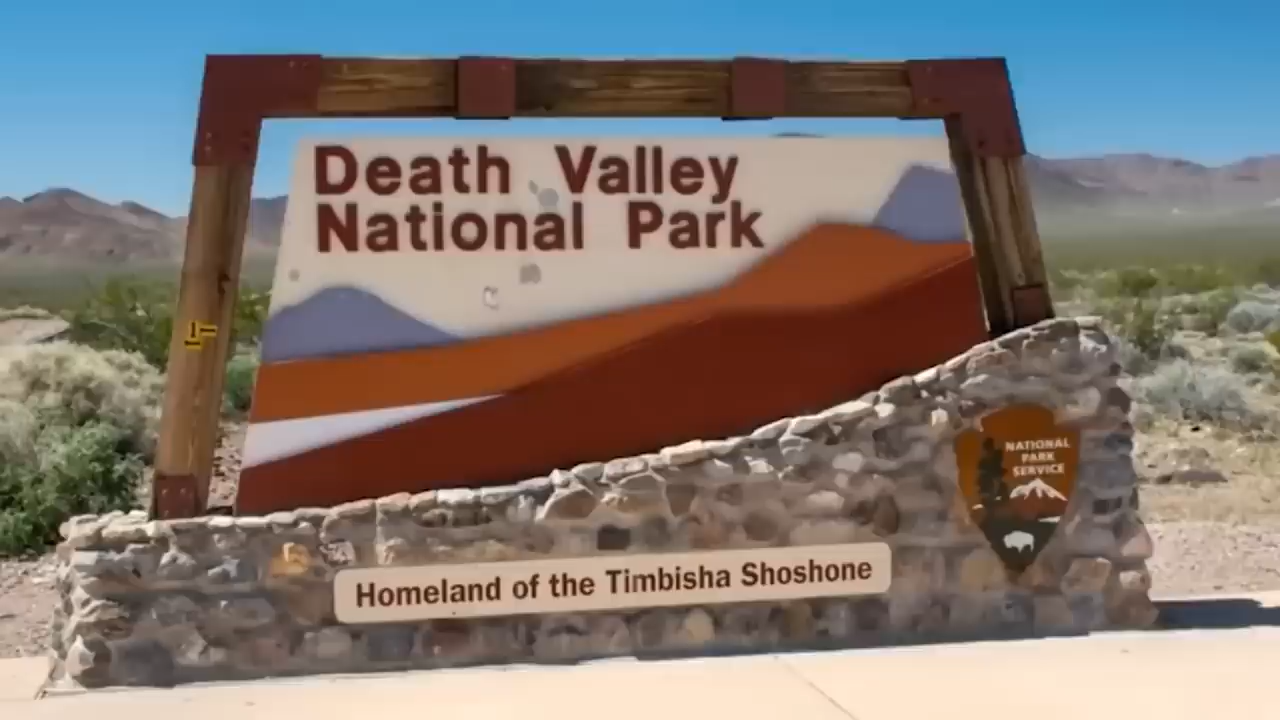 Death Valley
National Park
NATIONAL
PARK
SERVICE
Homeland of the Timbisha Shoshone